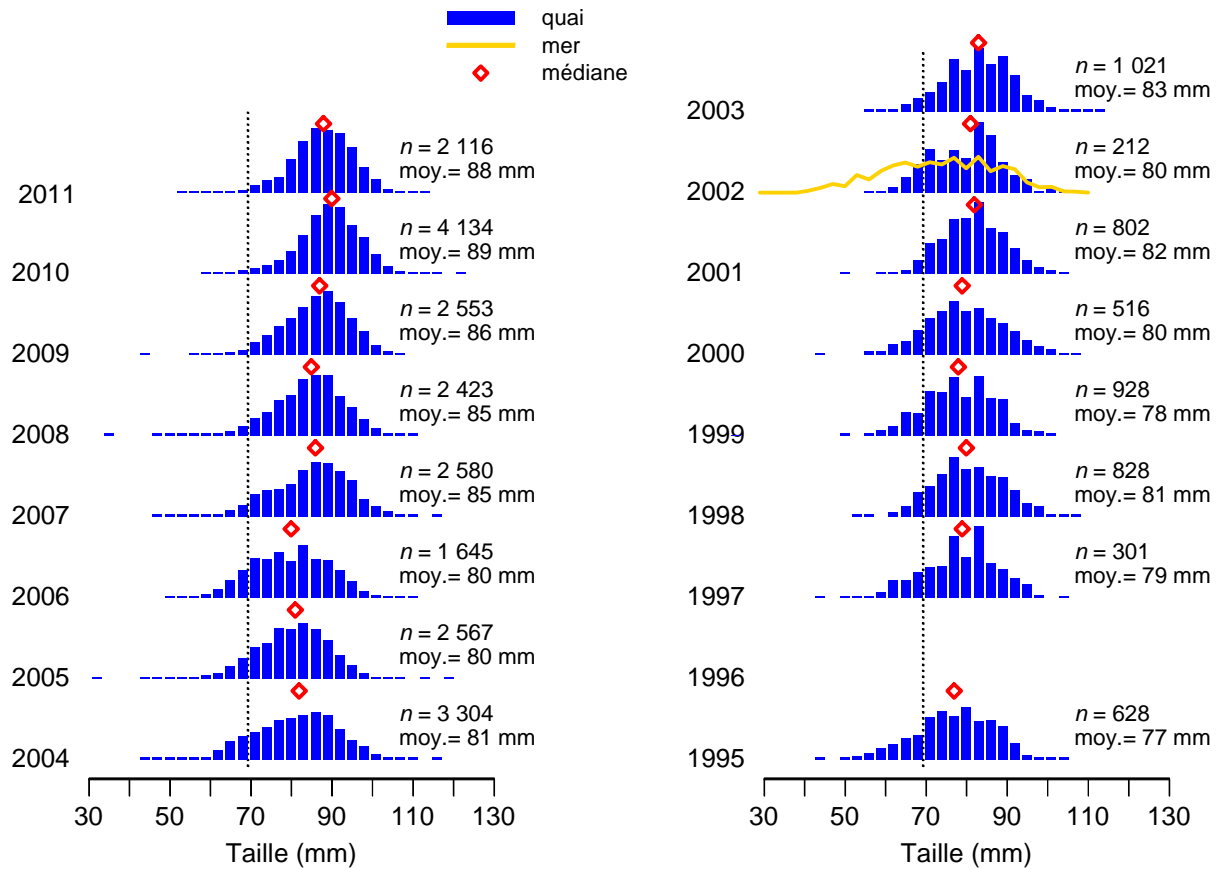 quai
mer
médiane
2011
n = 2 116
moy.= 88 mm
2010
n = 4 134
moy.= 89 mm
2009
n = 2 553
moy.= 86 mm
2008
n = 2 423
moy.= 85 mm
2007
n = 2 580
moy.= 85 mm
2006
n = 1 645
moy.= 80 mm
2005
n = 2 567
moy.= 80 mm
2004
n = 3 304
moy.= 81 mm
30 50 70 90 110 130
Taille (mm)
2003
n = 1 021
moy.= 83 mm
2002
n = 212
moy.= 80 mm
2001
n = 802
moy.= 82 mm
2000
n = 516
moy.= 80 mm
1999
n = 928
moy.= 78 mm
1998
n = 828
moy.= 81 mm
1997
n = 301
moy.= 79 mm
1996
1995
n = 628
moy.= 77 mm
30 50 70 90 110 130
Taille (mm)